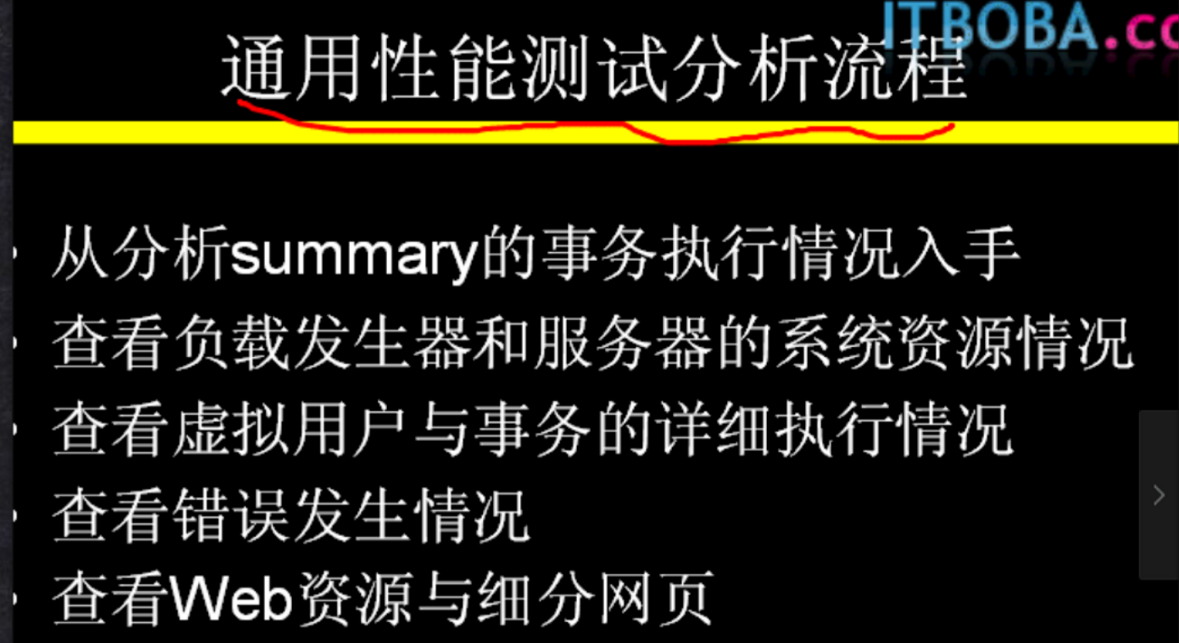 ITBOBA.co
通用性能测试分析流程
从分析summary的事务执行情况入手
查看负载发生器和服务器的系统资源情况
查看虚拟用户与事务的详细执行情况
查看错误发生情况
查看Web资源与细分网页